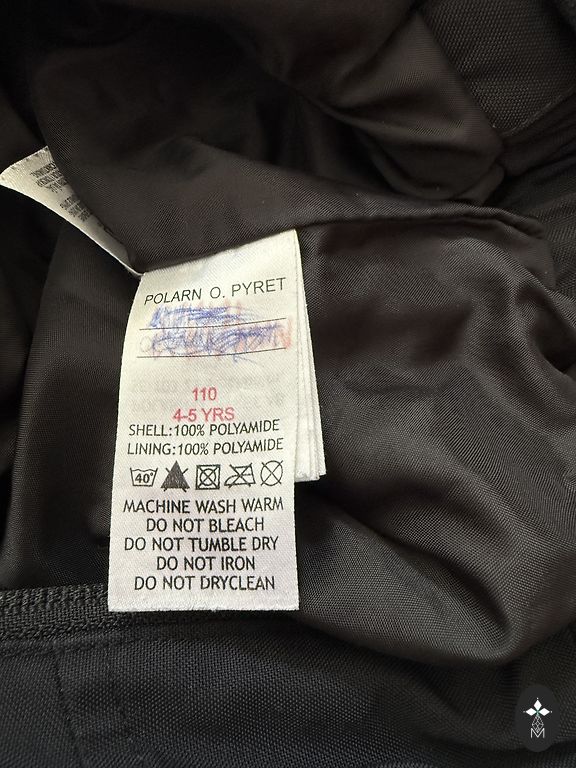 POLARN O. PYRET
110
4-5 YRS
SHELL:100% POLYAMIDE
LINING:100% POLYAMIDE
40°
MACHINE WASH WARM
DO NOT BLEACH
DO NOT TUMBLE DRY
DO NOT IRON
DO NOT DRYCLEAN
M